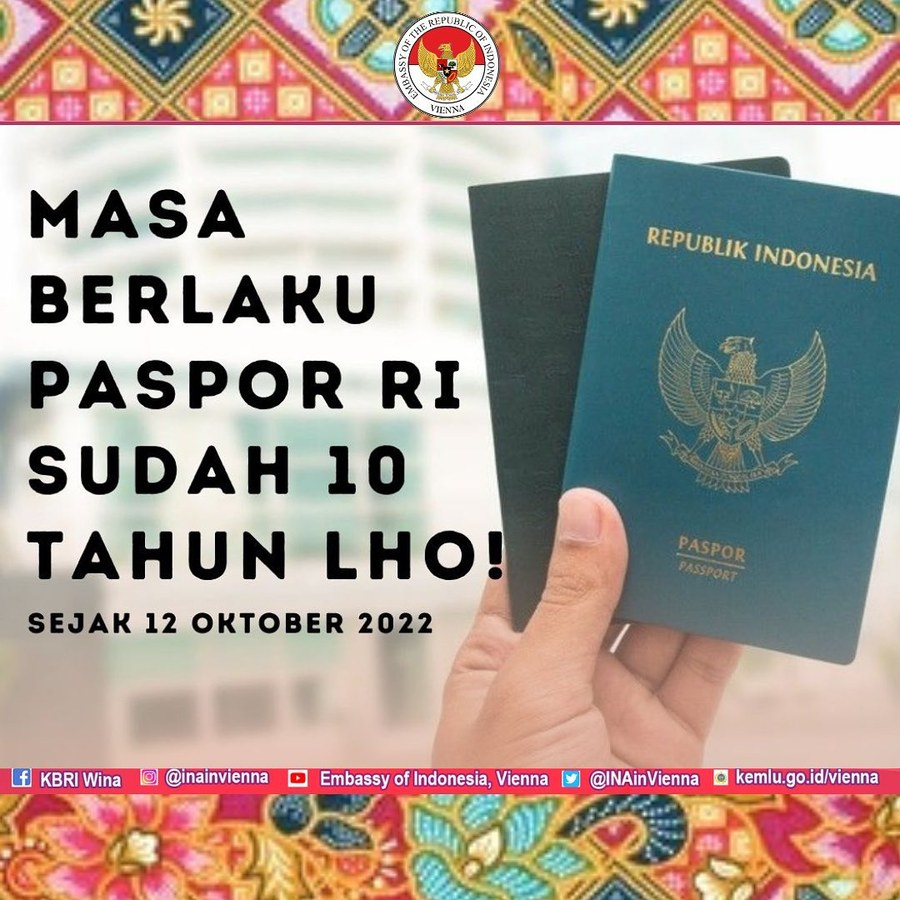 EMBASSY OF THE REPUBLIC OF INDONESIA
VIENNA
MASA
BERLAKU
PASPOR RI
SUDAH 10
TAHUN LHO!
SEJAK 12 OKTOBER 2022
REPUBLIK INDONESIA
PASPOR
PASSPORT
KBRI Wina @inainvienna Embassy of Indonesia, Vienna @INAinVienna kemlu.go.id/vienna